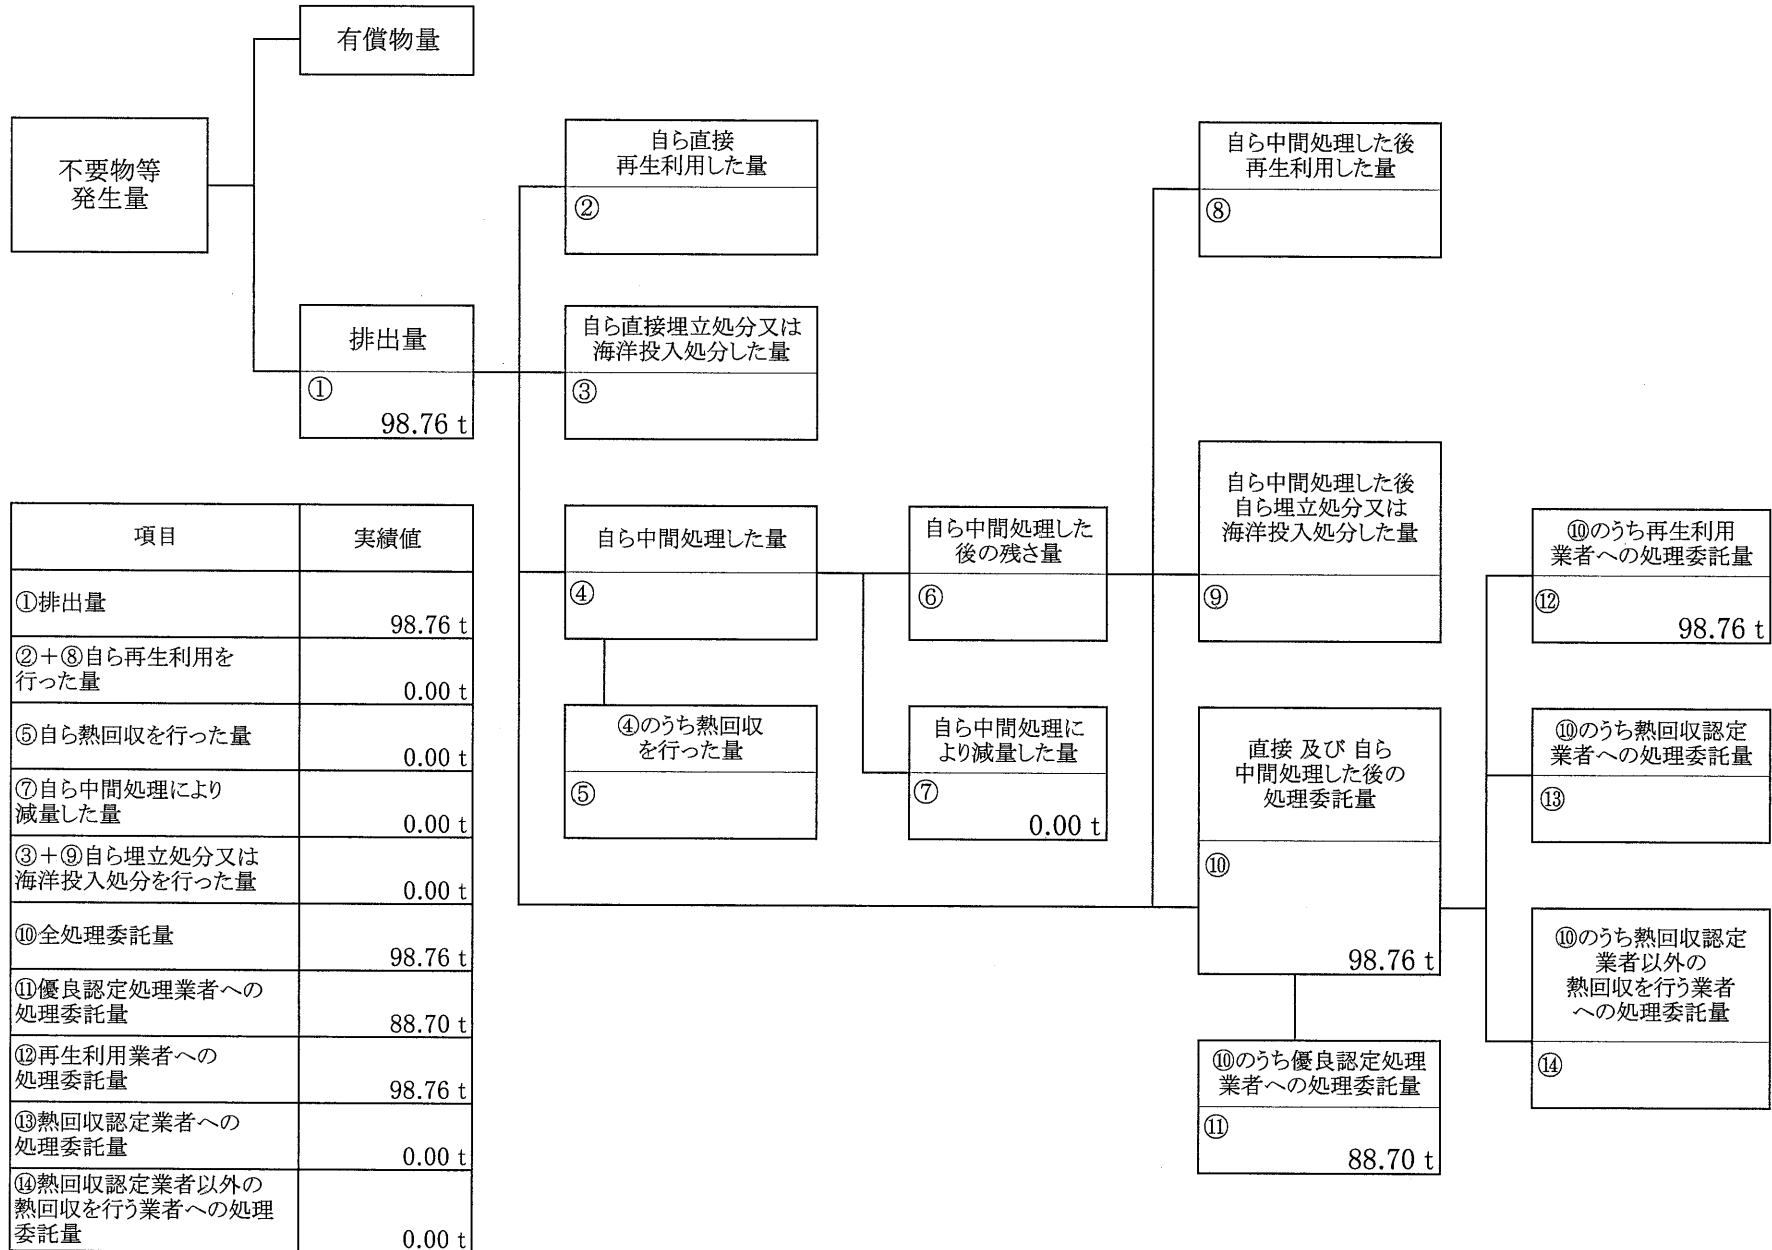 有償物量
不要物等
発生量
排出量
①
98.76 t
自ら直接
再生利用した量
②
自ら直接埋立処分又は
海洋投入処分した量
③
自ら中間処理した量
④
④のうち熱回収
を行った量
⑤
自ら中間処理した
後の残さ量
⑥
自ら中間処理に
より減量した量
⑦
0.00 t
自ら中間処理した後
再生利用した量
⑧
自ら中間処理した後
自ら埋立処分又は
海洋投入処分した量
⑨
直接 及び 自ら
中間処理した後の
処理委託量
⑩
98.76 t
⑩のうち優良認定処理
業者への処理委託量
⑪
88.70 t
⑩のうち再生利用
業者への処理委託量
⑫
98.76 t
⑩のうち熱回収認定
業者への処理委託量
⑬
⑩のうち熱回収認定
業者以外の
熱回収を行う業者
への処理委託量
⑭
項目 実績値
①排出量
98.76 t
②+⑧自ら再生利用を
行った量
0.00 t
⑤自ら熱回収を行った量
0.00 t
⑦自ら中間処理により
減量した量
0.00 t
③+⑨自ら埋立処分又は
海洋投入処分を行った量
0.00 t
⑩全処理委託量
98.76 t
⑪優良認定処理業者への
処理委託量
88.70 t
⑫再生利用業者への
処理委託量
98.76 t
⑬熱回収認定業者への
処理委託量
0.00 t
⑭熱回収認定業者以外の
熱回収を行う業者への処理
委託量
0.00 t